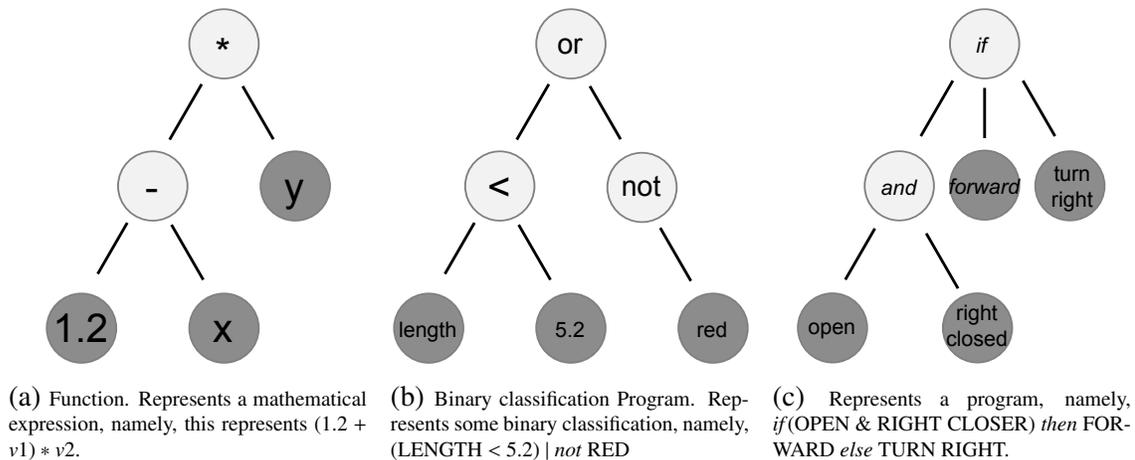 *
or
if
-
y
<
not
and
forward
turn
right
1.2
x
length
5.2
red
open
right
closed
(a) Function. Represents a mathematical
expression, namely, this represents (1.2 +
v1) * v2.
(b) Binary classification Program. Rep-
resents some binary classification, namely,
(LENGTH < 5.2) | not RED
(c) Represents a program, namely,
if(OPEN & RIGHT CLOSER) then FOR-
WARD else TURN RIGHT.